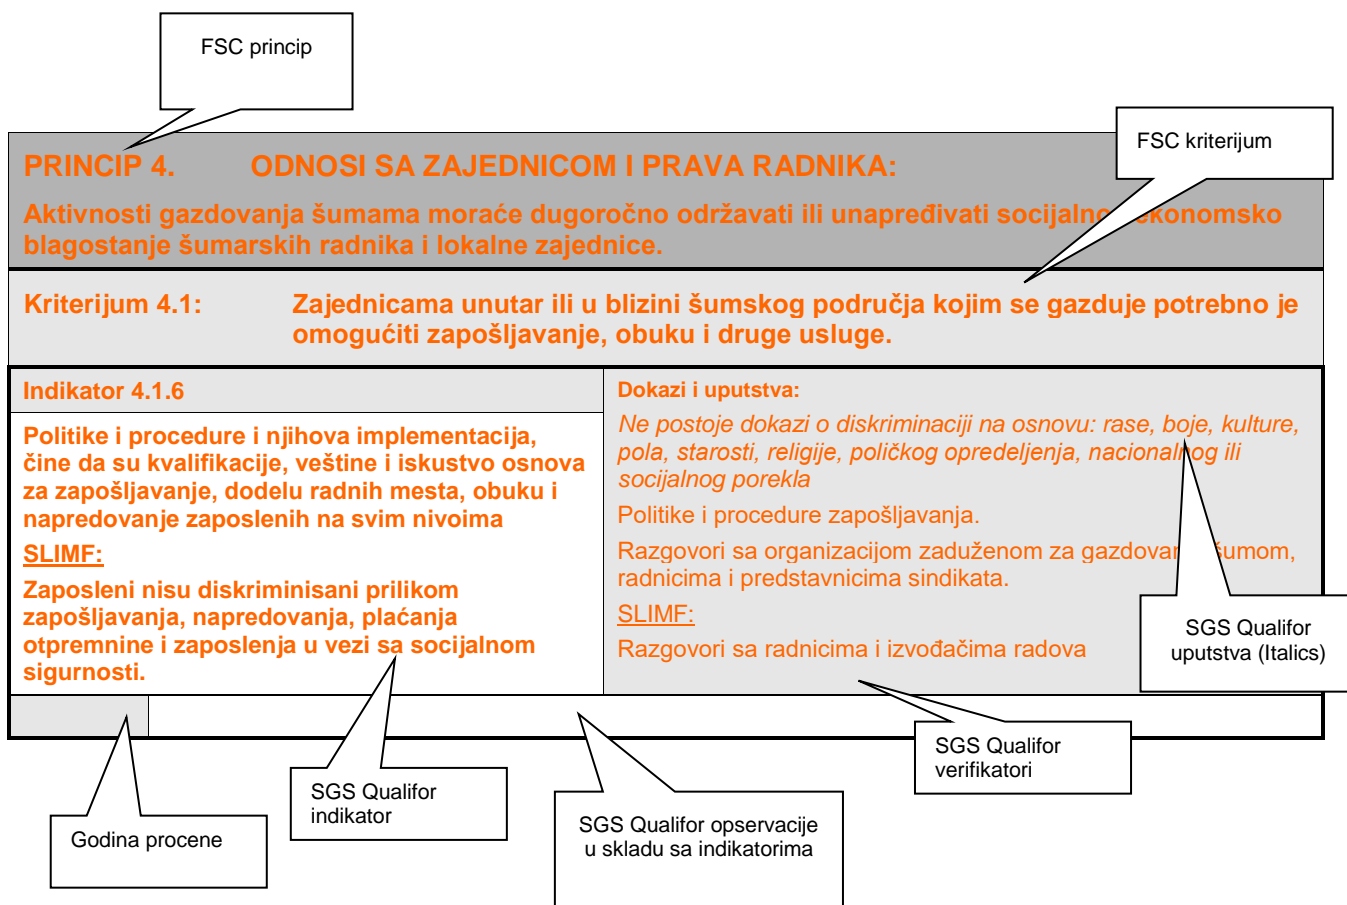 FSC princip
FSC kriterijum
PRINCIP 4. ODNOSI SA ZAJEDNICOM I PRAVA RADNIKA:
Aktivnosti gazdovanja šumama moraće dugoročno održavati ili unapređivati socijalno ekonomsko
blagostanje šumarskih radnika i lokalne zajednice.
Kriterijum 4.1: Zajednicama unutar ili u blizini šumskog područja kojim se gazduje potrebno je
omogućiti zapošljavanje, obuku i druge usluge.
Indikator 4.1.6
Politike i procedure i njihova implementacija,
čine da su kvalifikacije, veštine i iskustvo osnova
za zapošljavanje, dodelu radnih mesta, obuku i
napredovanje zaposlenih na svim nivoima
SLIMF:
Zaposleni nisu diskriminisani prilikom
zapošljavanja, napredovanja, plaćanja
otpremnine i zaposlenja u vezi sa socijalnom
sigurnosti.
Dokazi i uputstva:
Ne postoje dokazi o diskriminaciji na osnovu: rase, boje, kulture,
pola, starosti, religije, poličkog opredeljenja, nacionalnog ili
socijalnog porekla
Politike i procedure zapošljavanja.
Razgovori sa organizacijom zaduženom za gazdovanje šumom,
radnicima i predstavnicima sindikata.
SLIMF:
Razgovori sa radnicima i izvođačima radova
SGS Qualifor
uputstva (Italics)
SGS Qualifor
verifikatori
SGS Qualifor
indikator
SGS Qualifor opservacije
u skladu sa indikatorima
Godina procene